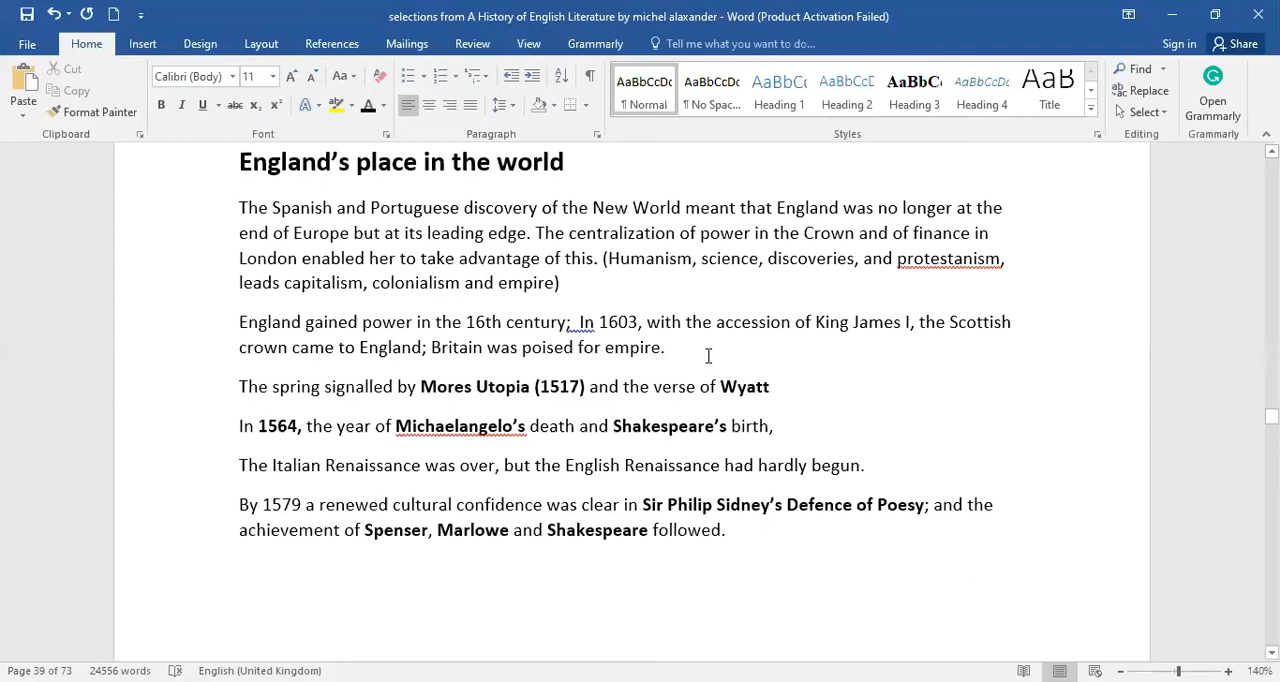 selections from A History of English Literature by michel alaxander - Word (Product Activation Failed)
File Home Insert Design Layout References Mailings Review View Grammarly Tell me what you want to do... Sign in Share
Paste Cut Copy Format Painter
Calibri (Body) 11 Aa
B I U abc x₂ x² A A
AaBbCcDc AaBbCcDc AaBbCc AaBbCcC AaBbC AaBbCcD AaB
¶ Normal ¶ No Spac... Heading 1 Heading 2 Heading 3 Heading 4 Title
Find Replace Select
Open Grammarly
Clipboard Font Paragraph Styles Editing Grammarly
England's place in the world
The Spanish and Portuguese discovery of the New World meant that England was no longer at the
end of Europe but at its leading edge. The centralization of power in the Crown and of finance in
London enabled her to take advantage of this. (Humanism, science, discoveries, and protestanism,
leads capitalism, colonialism and empire)
England gained power in the 16th century;  In 1603, with the accession of King James I, the Scottish
crown came to England; Britain was poised for empire.
The spring signalled by Mores Utopia (1517) and the verse of Wyatt
In 1564, the year of Michaelangelo's death and Shakespeare's birth,
The Italian Renaissance was over, but the English Renaissance had hardly begun.
By 1579 a renewed cultural confidence was clear in Sir Philip Sidney's Defence of Poesy; and the
achievement of Spenser, Marlowe and Shakespeare followed.
Page 39 of 73 24556 words English (United Kingdom) 140%